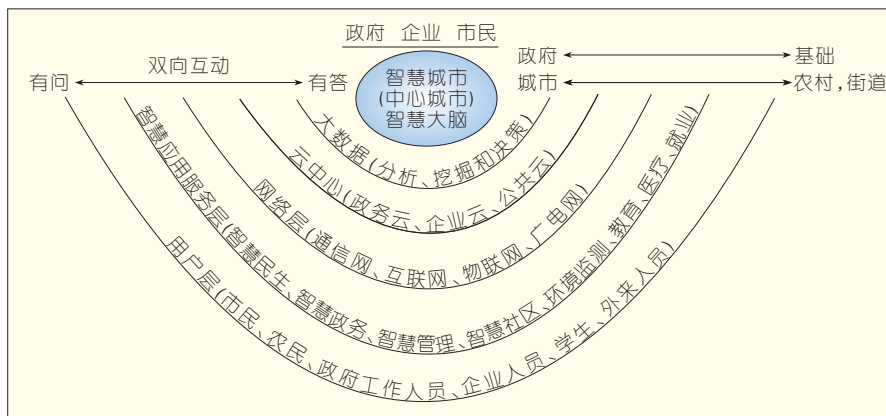 政府 企业 市民
政府 基础
有问 双向互动 有答
城市 农村,街道
智慧城市
(中心城市)
智慧大脑
大数据(分析、挖掘和决策)
云中心(政务云、企业云、公共云)
网络层(通信网、互联网、物联网、广电网)
智慧应用服务层(智慧民生、智慧政务、智慧管理、智慧社区、环境监测、教育、医疗、就业)
用户层(市民、农民、政府工作人员、企业人员、学生、外来人员)